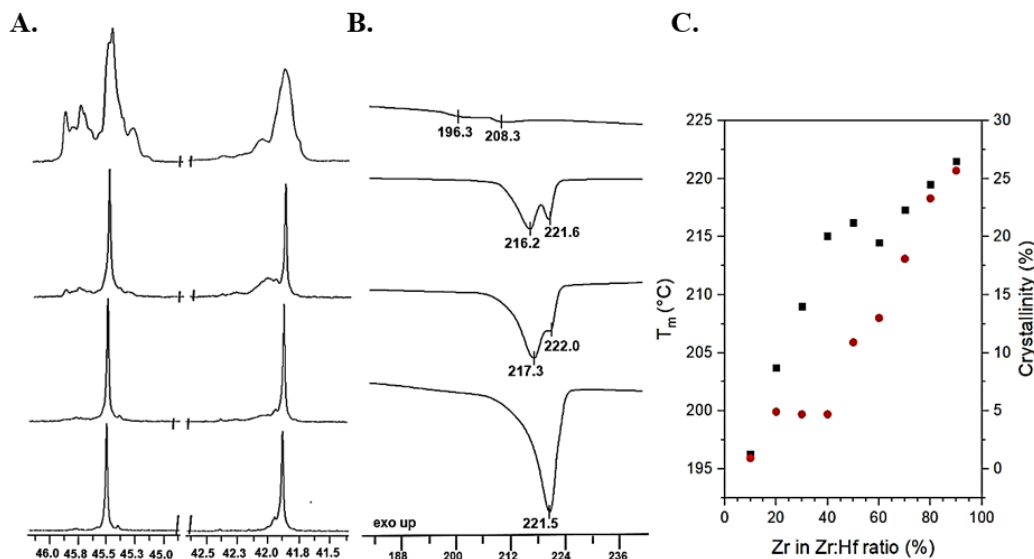 A.
B.
C.
196.3 208.3
216.2 221.6
217.3 222.0
221.5
exo up
46.0 45.8 45.5 45.3 45.0 42.5 42.3 42.0 41.8 41.5
188 200 212 224 236
225
220
215
210
205
200
195
Tm (°C)
30
25
20
15
10
5
0
Crystallinity (%)
0 20 40 60 80 100
Zr in Zr:Hf ratio (%)